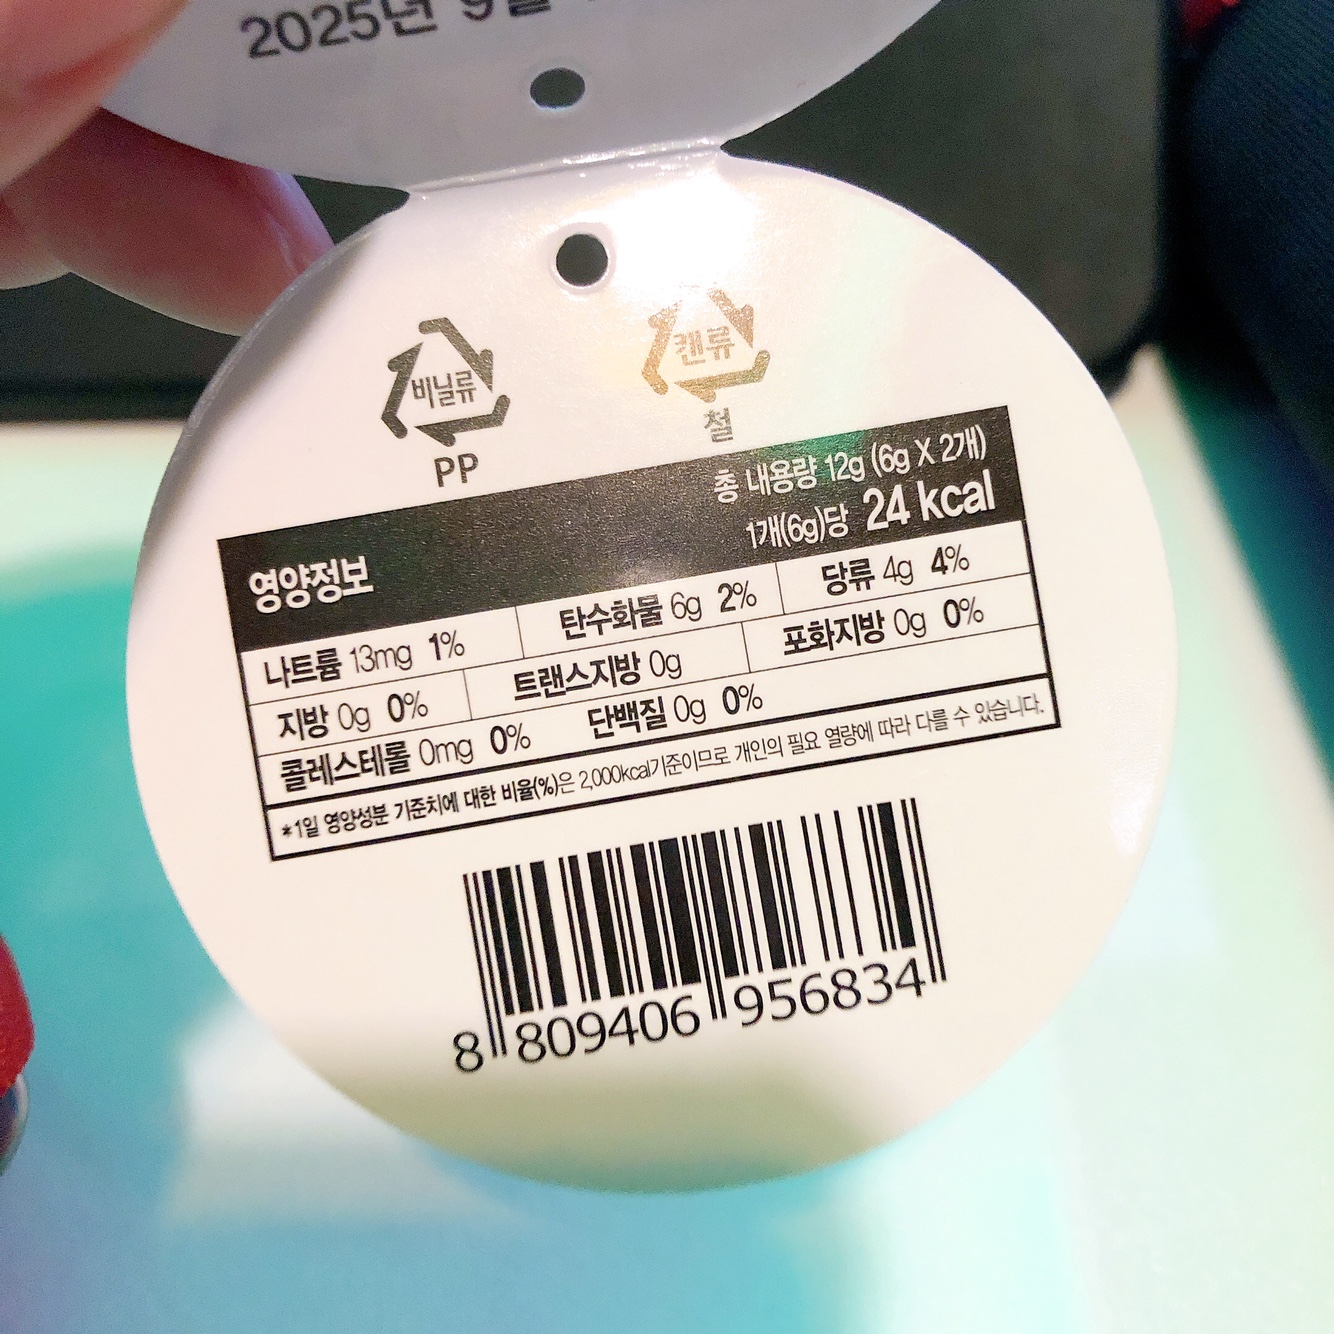 2025년 9월
비닐류
PP
캔류
철
영양정보
총 내용량 12g (6g X 2개)
1개(6g)당 24 kcal
나트륨 13mg 1% 탄수화물 6g 2% 당류 4g 4%
지방 0g 0% 트랜스지방 0g 포화지방 0g 0%
콜레스테롤 0mg 0% 단백질 0g 0%
*1일 영양성분 기준치에 대한 비율(%)은 2,000kcal기준이므로 개인의 필요 열량에 따라 다를 수 있습니다.
8 809406 956834